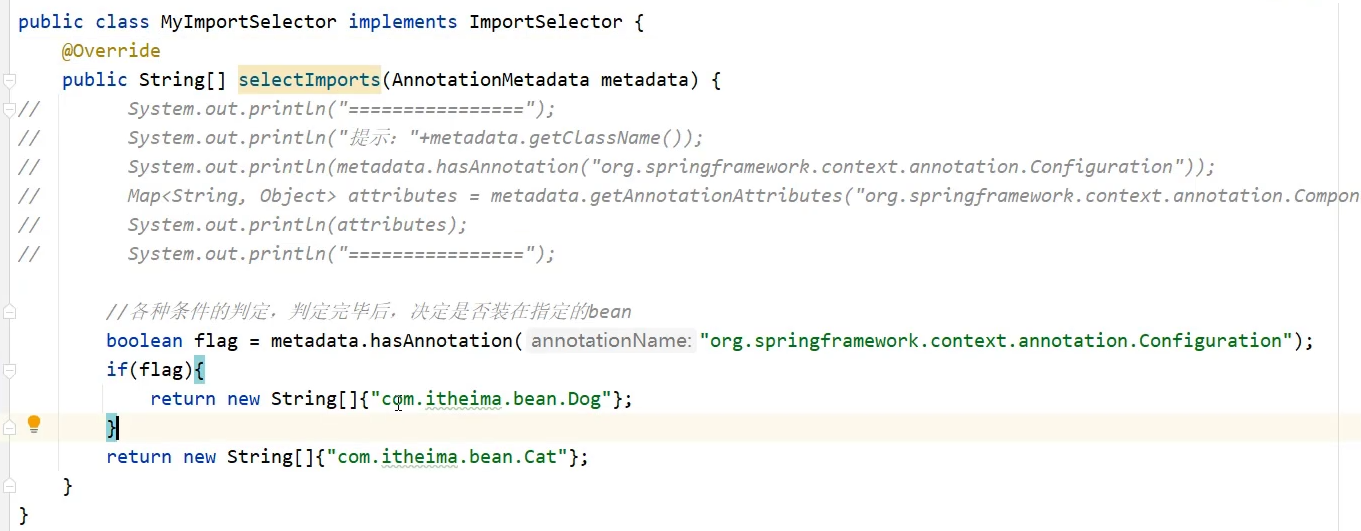 public class MyImportSelector implements ImportSelector {
    @Override
    public String[] selectImports(AnnotationMetadata metadata) {
//        System.out.println("================");
//        System.out.println("提示："+metadata.getClassName());
//        System.out.println(metadata.hasAnnotation("org.springframework.context.annotation.Configuration"));
//        Map<String, Object> attributes = metadata.getAnnotationAttributes("org.springframework.context.annotation.Compon
//        System.out.println(attributes);
//        System.out.println("================");
        //各种条件的判定，判定完毕后，决定是否装在指定的bean
        boolean flag = metadata.hasAnnotation( annotationName: "org.springframework.context.annotation.Configuration");
        if(flag){
            return new String[]{"com.itheima.bean.Dog"};
        }
        return new String[]{"com.itheima.bean.Cat"};
    }
}